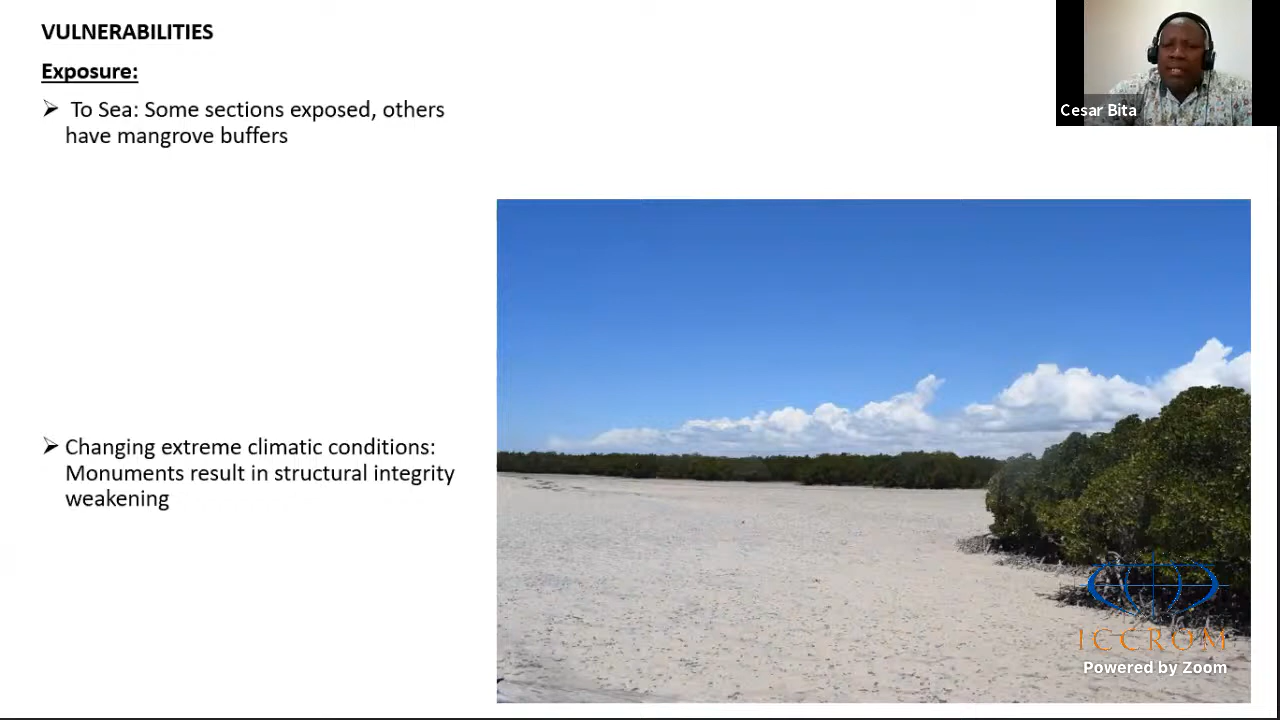 VULNERABILITIES
Exposure:
➢ To Sea: Some sections exposed, others
have mangrove buffers
➢ Changing extreme climatic conditions:
Monuments result in structural integrity
weakening
Cesar Bita
ICCROM
Powered by Zoom